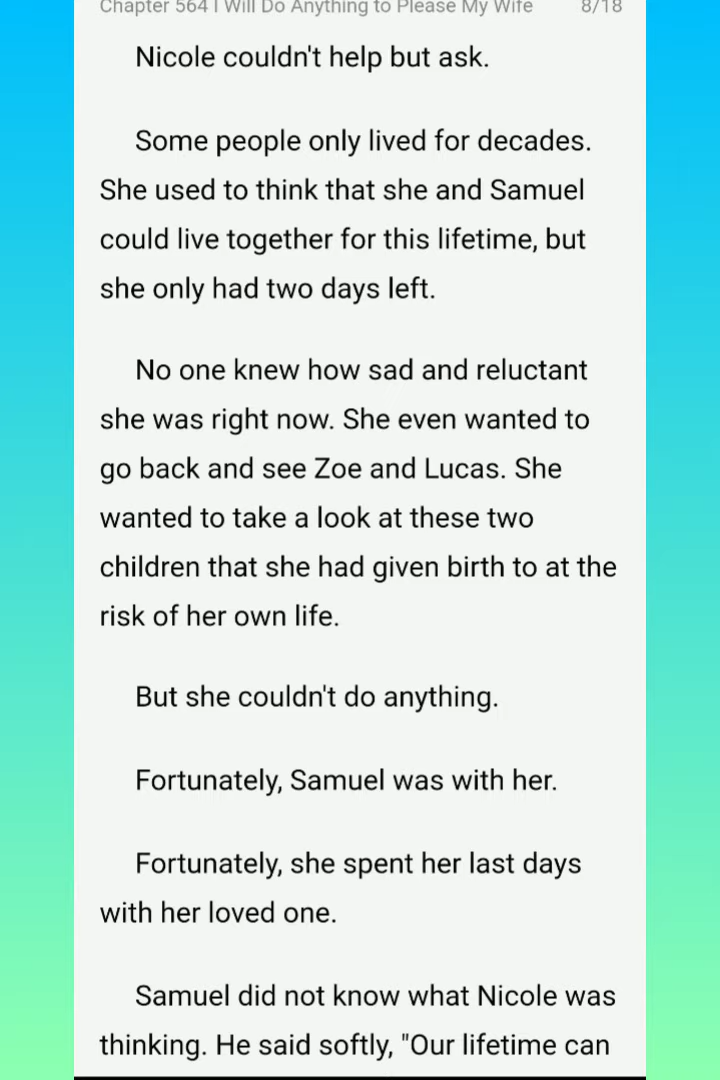 Chapter 564 I Will Do Anything to Please My Wife 8/18
Nicole couldn't help but ask.
Some people only lived for decades.
She used to think that she and Samuel
could live together for this lifetime, but
she only had two days left.
No one knew how sad and reluctant
she was right now. She even wanted to
go back and see Zoe and Lucas. She
wanted to take a look at these two
children that she had given birth to at the
risk of her own life.
But she couldn't do anything.
Fortunately, Samuel was with her.
Fortunately, she spent her last days
with her loved one.
Samuel did not know what Nicole was
thinking. He said softly, "Our lifetime can